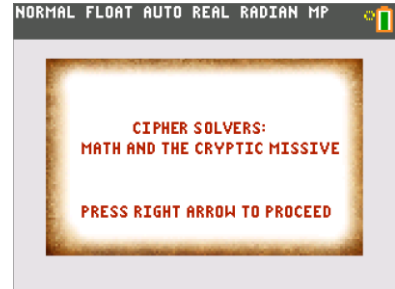 NORMAL FLOAT AUTO REAL RADIAN MP
CIPHER SOLVERS:
MATH AND THE CRYPTIC MISSIVE
PRESS RIGHT ARROW TO PROCEED